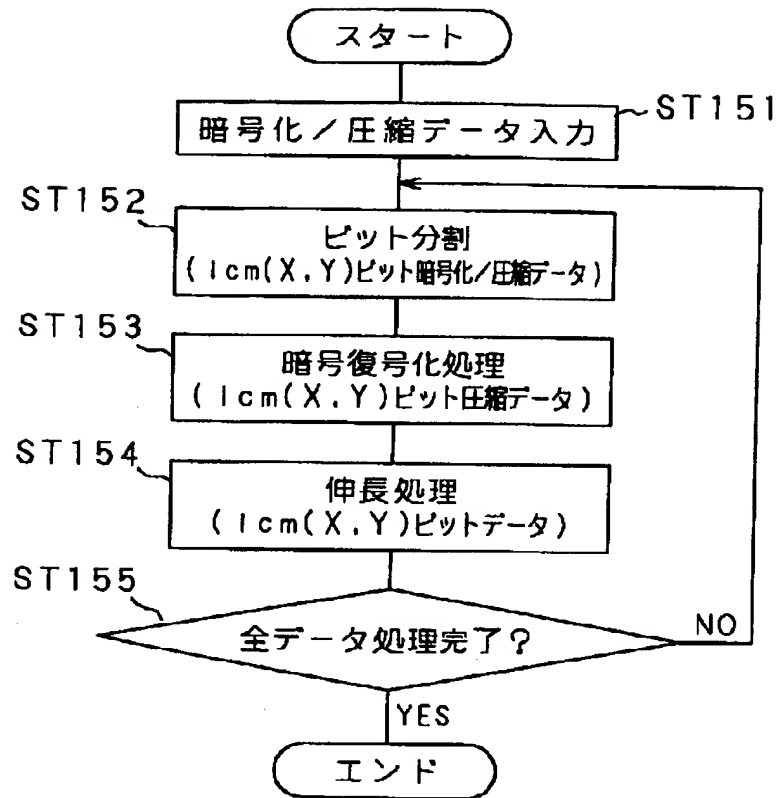 スタート
ST151
暗号化／圧縮データ入力
ST152
ビット分割
(lcm(X,Y)ビット暗号化/圧縮データ)
ST153
暗号復号化処理
(lcm(X,Y)ビット圧縮データ)
ST154
伸長処理
(lcm(X,Y)ビットデータ)
ST155
全データ処理完了？
NO
YES
エンド